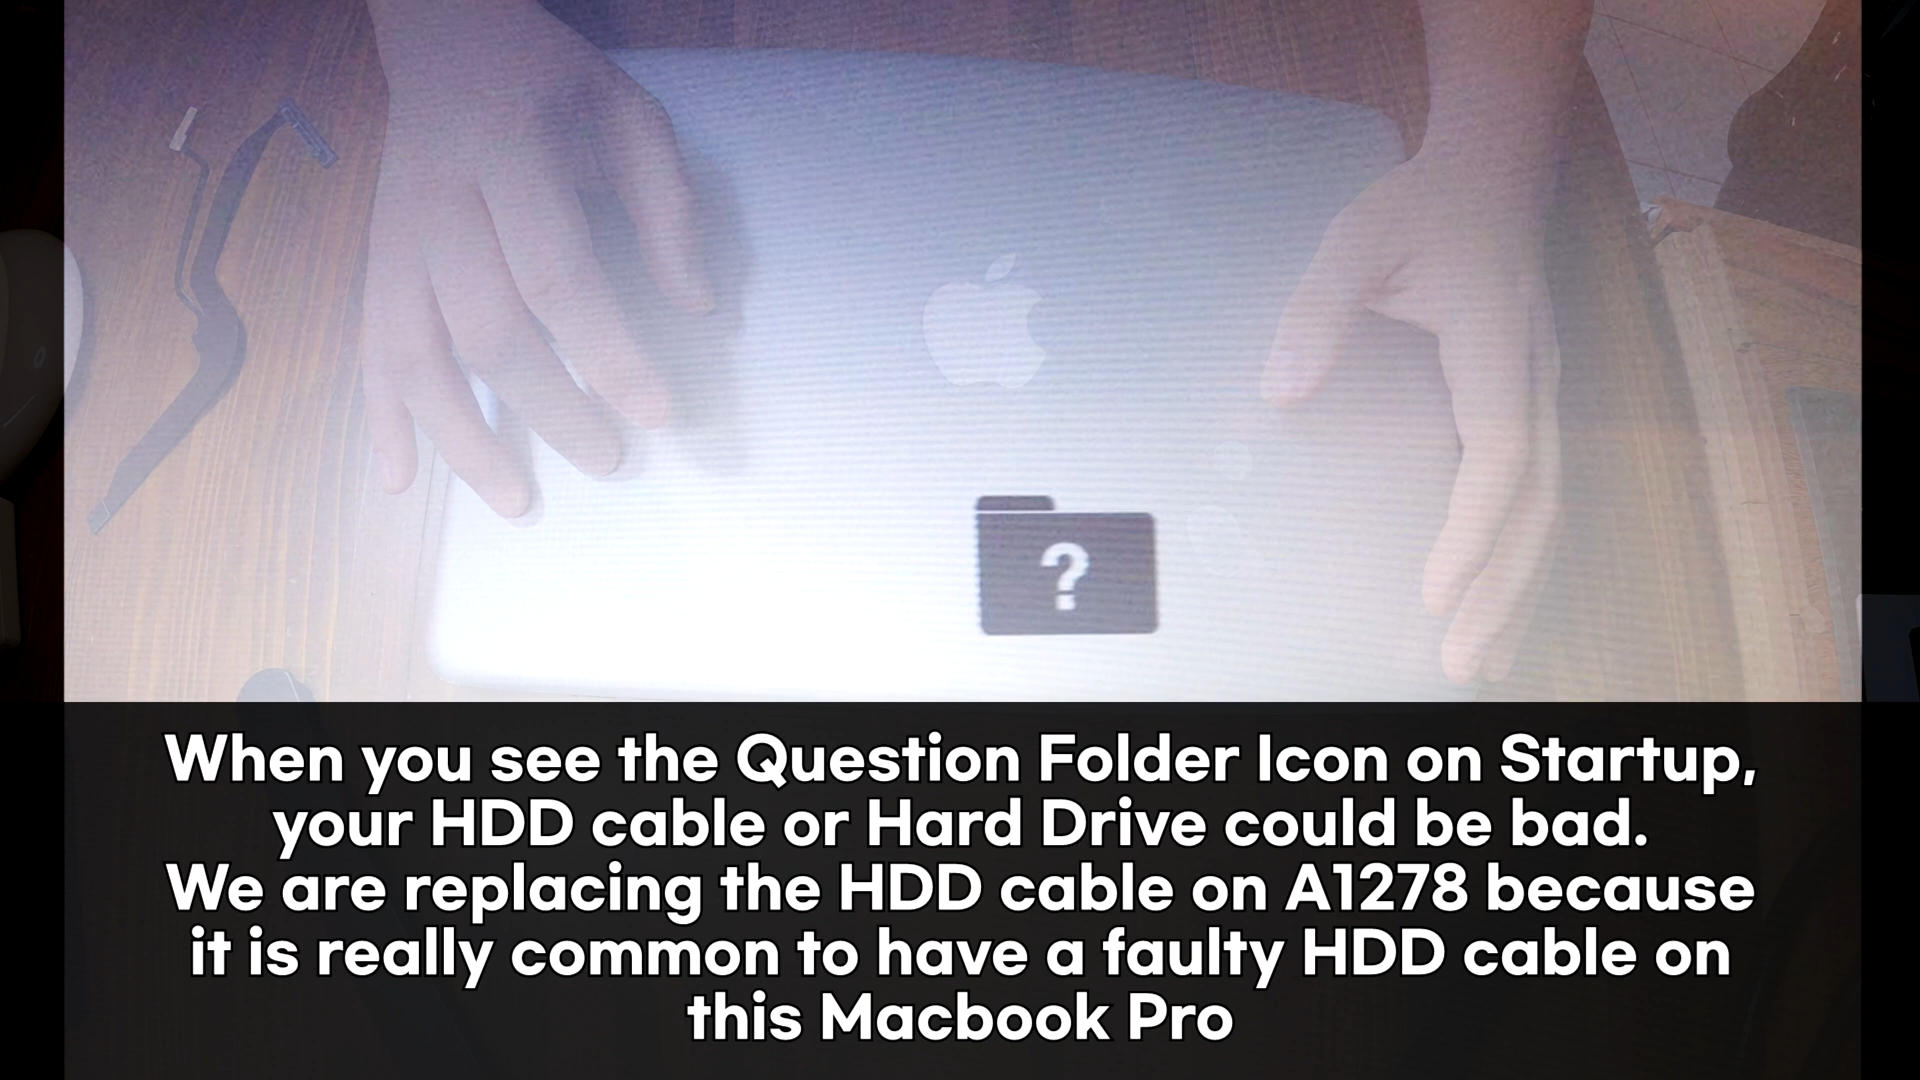 ?
When you see the Question Folder Icon on Startup,
your HDD cable or Hard Drive could be bad.
We are replacing the HDD cable on A1278 because
it is really common to have a faulty HDD cable on
this Macbook Pro